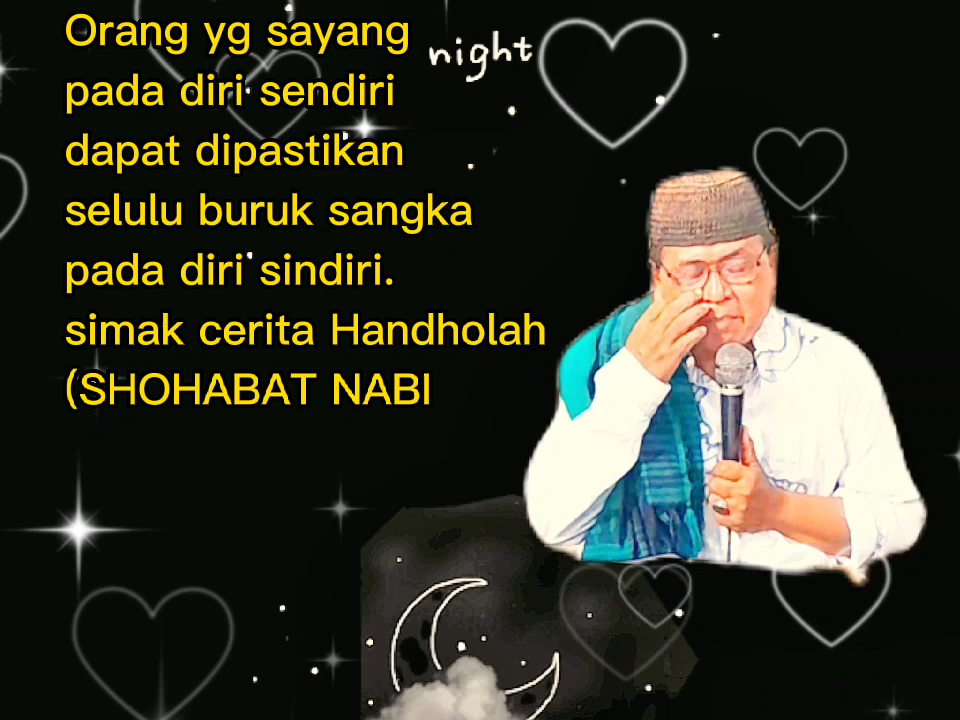 Orang yg sayang
night
pada diri sendiri
dapat dipastikan
selulu buruk sangka
pada diri sindiri.
simak cerita Handholah
(SHOHABAT NABI